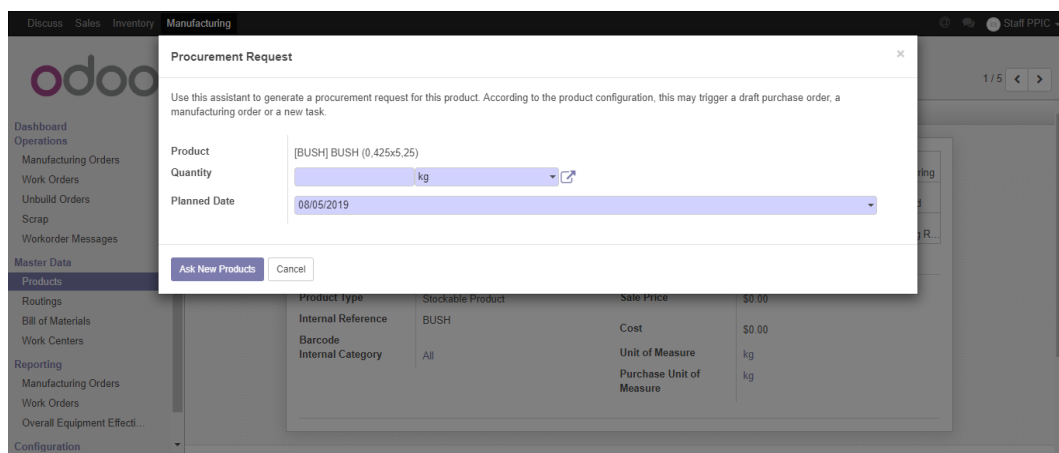 Discuss Sales Inventory Manufacturing @ Staff PPIC
odoo
Procurement Request ×
1 / 5
Use this assistant to generate a procurement request for this product. According to the product configuration, this may trigger a draft purchase order, a
manufacturing order or a new task.
Product [BUSH] BUSH (0,425x5,25)
Quantity kg
Planned Date 08/05/2019
Ask New Products Cancel
Dashboard
Operations
Manufacturing Orders
Work Orders
Unbuild Orders
Scrap
Workorder Messages
Master Data
Products
Routings
Bill of Materials
Work Centers
Reporting
Manufacturing Orders
Work Orders
Overall Equipment Effecti...
Configuration
Product Type Stockable Product Sale Price $0.00
Internal Reference BUSH Cost $0.00
Barcode
Internal Category All Unit of Measure kg
Purchase Unit of kg
Measure